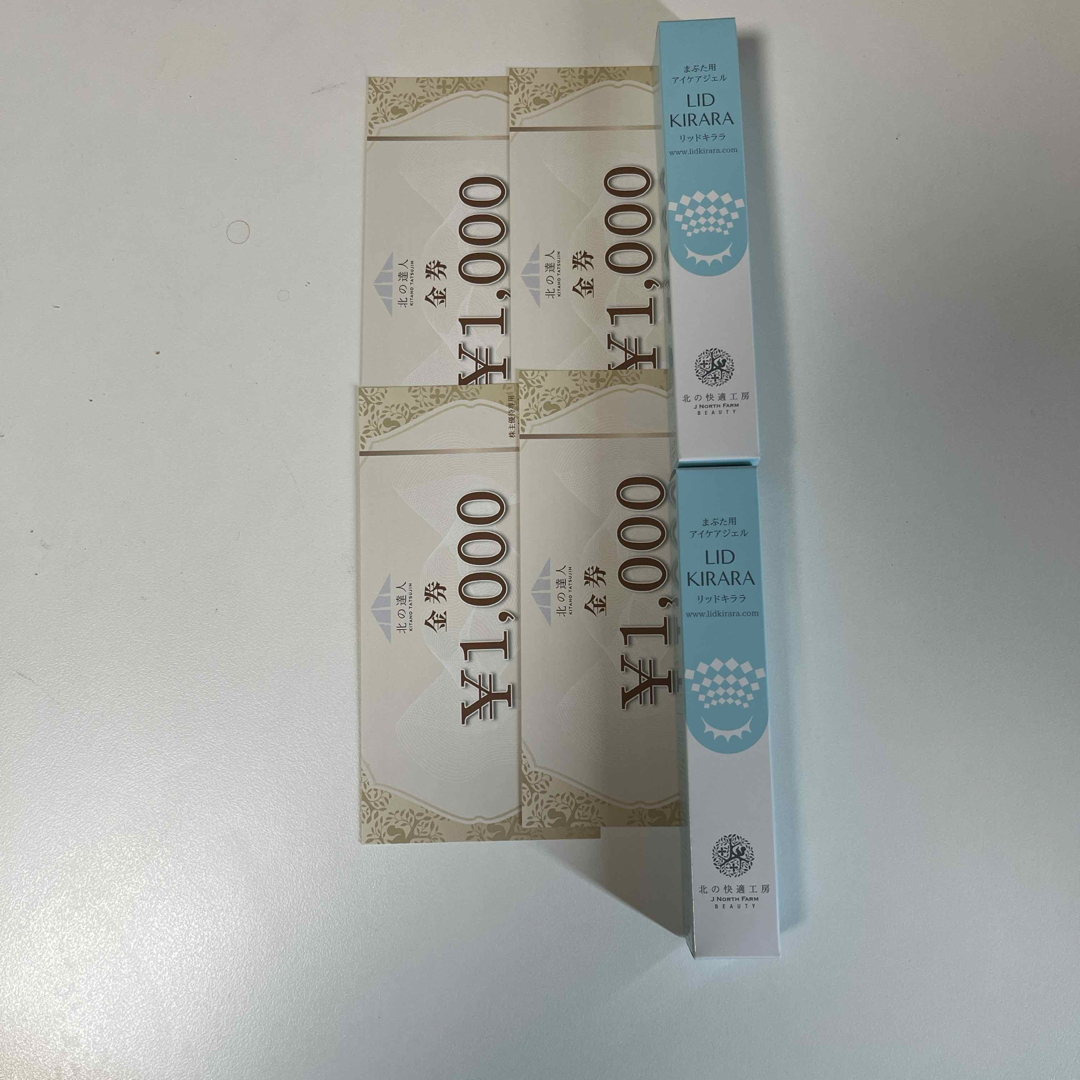 北の達人
KITANO TATSUJIN
金券
¥1,000
北の達人
KITANO TATSUJIN
金券
¥1,000
まぶた用
アイケアジェル
LID
KIRARA
リッドキララ
www.lidkirara.com
北の快適工房
J NORTH FARM
BEAUTY
株主優待専用
北の達人
KITANO TATSUJIN
金券
¥1,000
北の達人
KITANO TATSUJIN
金券
¥1,000
まぶた用
アイケアジェル
LID
KIRARA
リッドキララ
www.lidkirara.com
北の快適工房
J NORTH FARM
BEAUTY